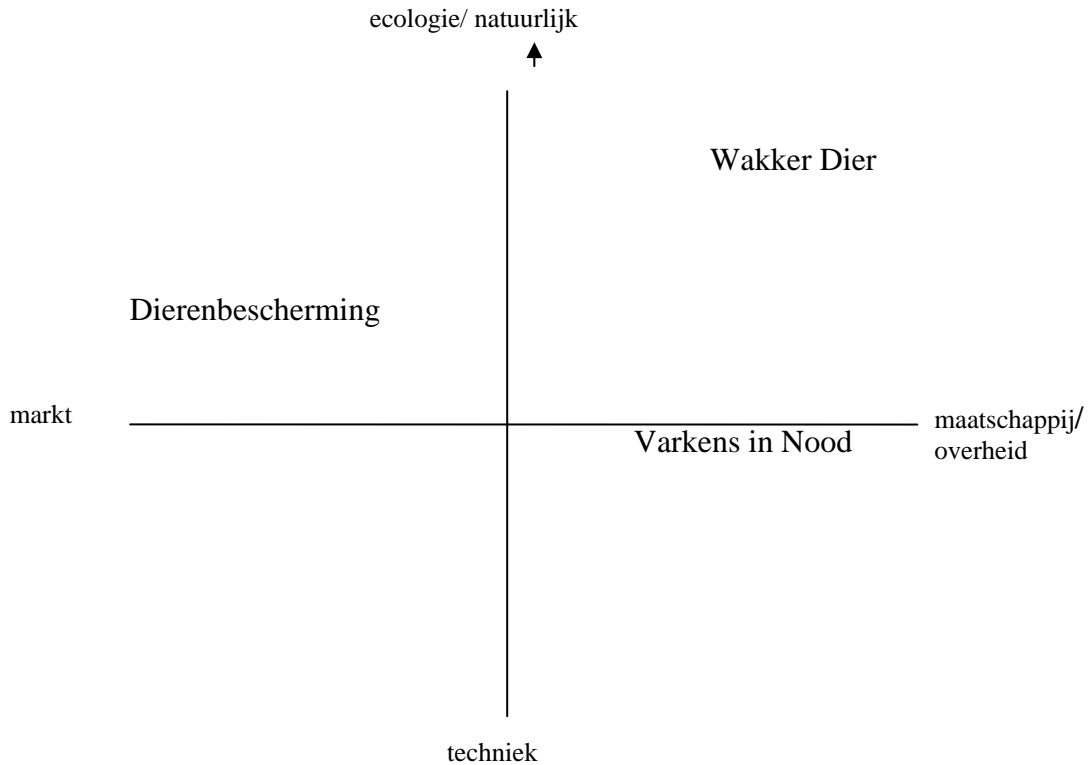 ecologie/ natuurlijk
Wakker Dier
Dierenbescherming
markt
maatschappij/
overheid
Varkens in Nood
techniek